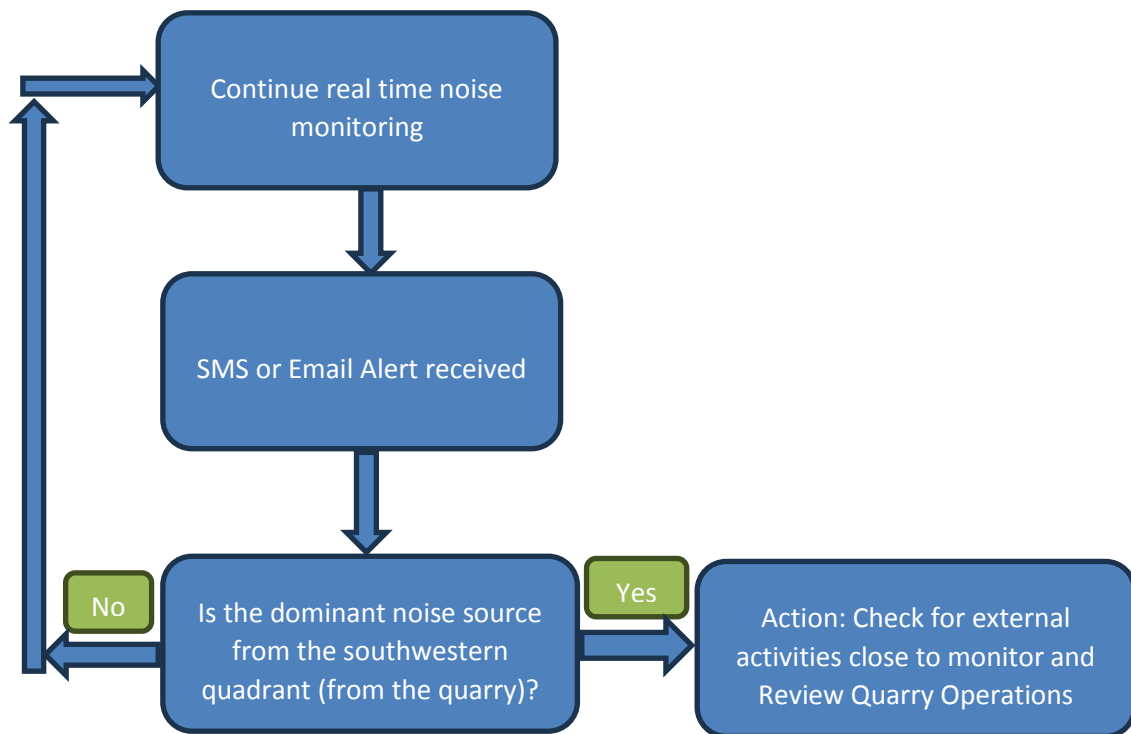 Continue real time noise
monitoring
SMS or Email Alert received
No
Is the dominant noise source
from the southwestern
quadrant (from the quarry)?
Yes
Action: Check for external
activities close to monitor and
Review Quarry Operations